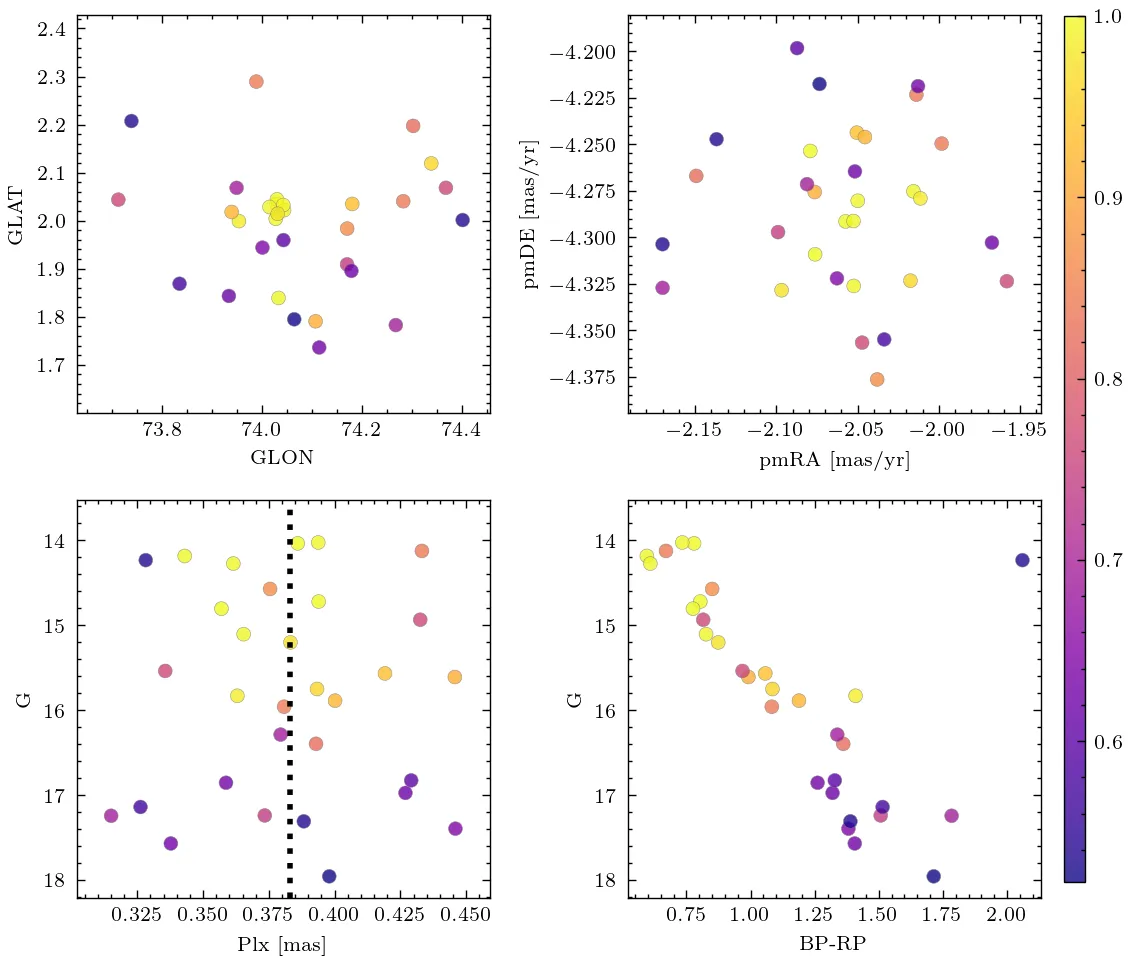 2.4
2.3
2.2
2.1
2.0
1.9
1.8
1.7
GLAT
73.8 74.0 74.2 74.4
GLON
−4.200
−4.225
−4.250
−4.275
−4.300
−4.325
−4.350
−4.375
pmDE [mas/yr]
−2.15 −2.10 −2.05 −2.00 −1.95
pmRA [mas/yr]
1.0
0.9
0.8
0.7
0.6
14
15
16
17
18
G
0.325 0.350 0.375 0.400 0.425 0.450
Plx [mas]
14
15
16
17
18
G
0.75 1.00 1.25 1.50 1.75 2.00
BP-RP